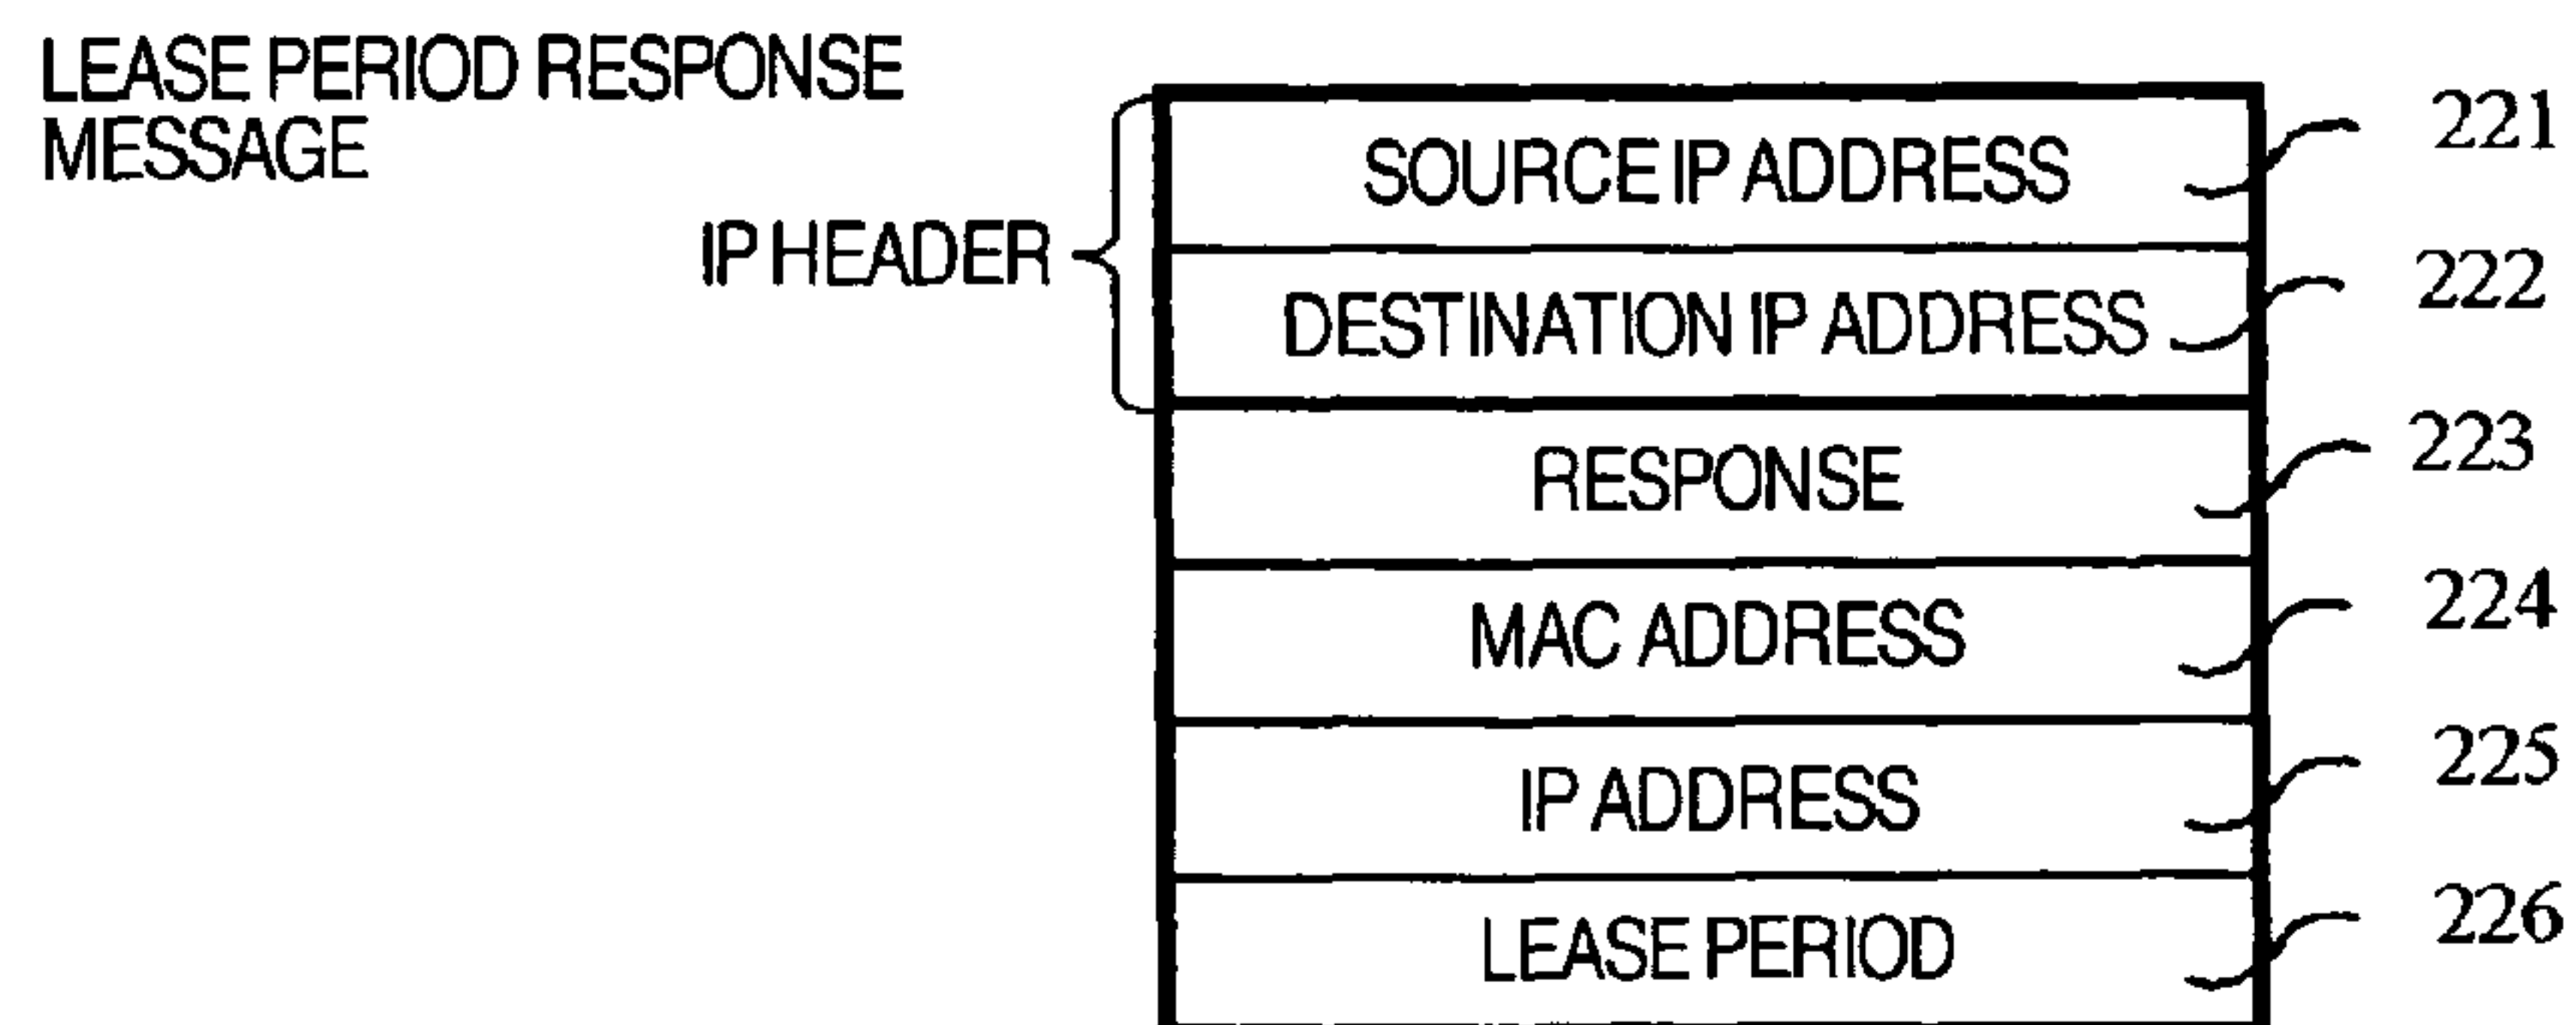 LEASE PERIOD RESPONSE
MESSAGE
IP HEADER
SOURCE IP ADDRESS 221
DESTINATION IP ADDRESS 222
RESPONSE 223
MAC ADDRESS 224
IP ADDRESS 225
LEASE PERIOD 226